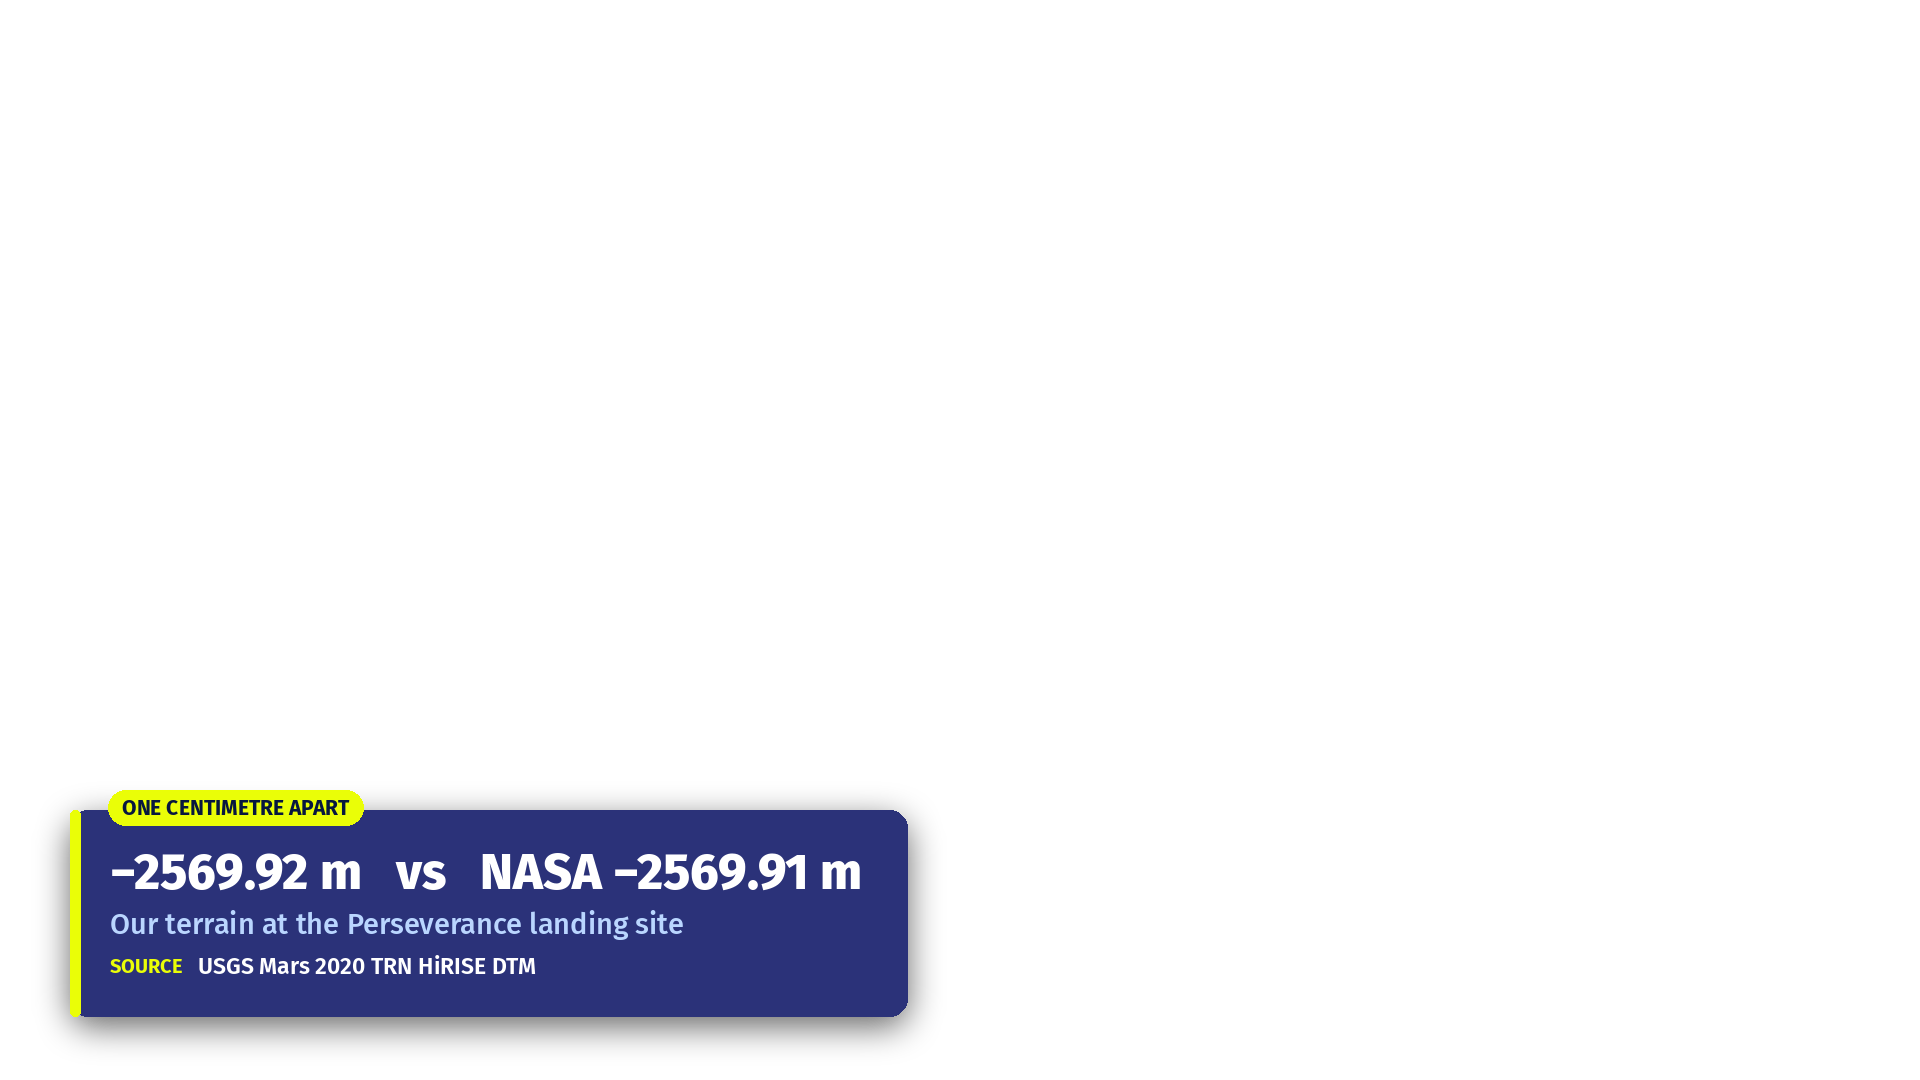 ONE CENTIMETRE APART
−2569.92 m vs NASA −2569.91 m
Our terrain at the Perseverance landing site
SOURCE USGS Mars 2020 TRN HiRISE DTM